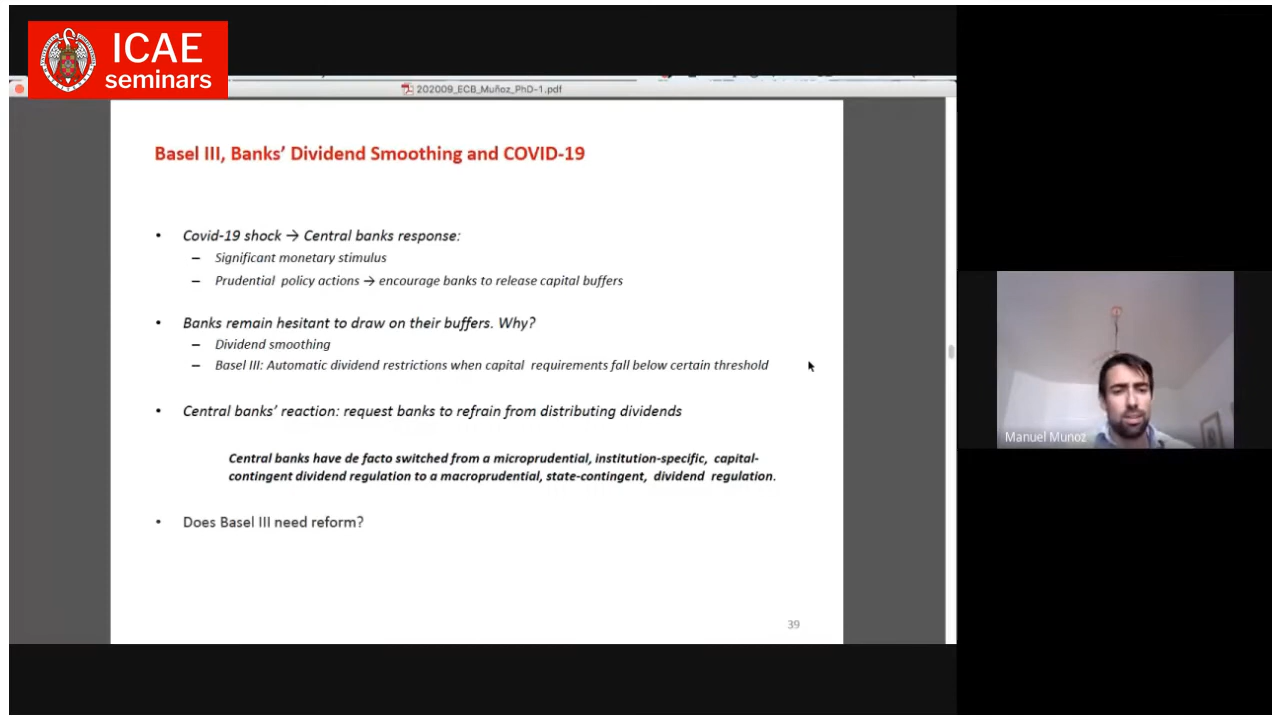 ICAE
seminars
202009_ECB_Muñoz_PhD-1.pdf
Basel III, Banks’ Dividend Smoothing and COVID-19
• Covid-19 shock → Central banks response:
– Significant monetary stimulus
– Prudential policy actions → encourage banks to release capital buffers
• Banks remain hesitant to draw on their buffers. Why?
– Dividend smoothing
– Basel III: Automatic dividend restrictions when capital requirements fall below certain threshold
• Central banks’ reaction: request banks to refrain from distributing dividends
Central banks have de facto switched from a microprudential, institution-specific, capital-
contingent dividend regulation to a macroprudential, state-contingent, dividend regulation.
• Does Basel III need reform?
39
Manuel Munoz